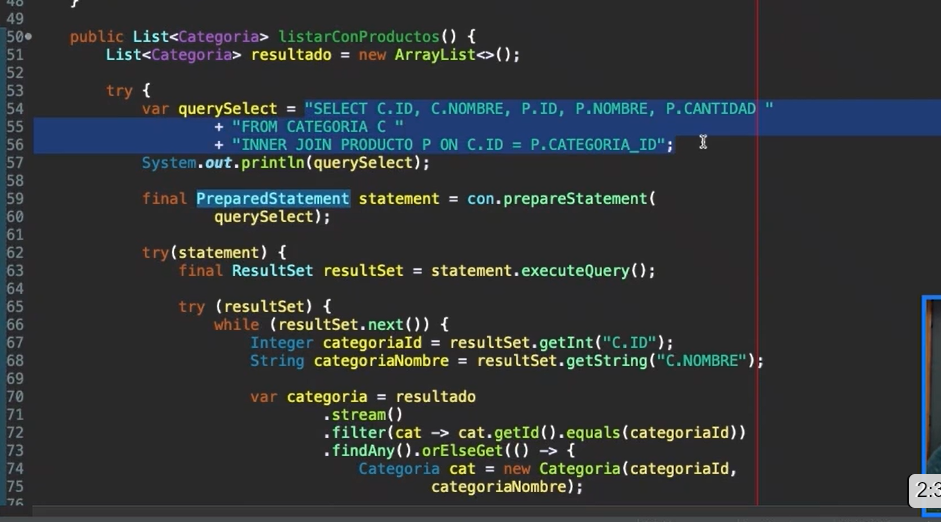 48 }
49
50 public List<Categoria> listarConProductos() {
51 List<Categoria> resultado = new ArrayList<>();
52
53 try {
54 var querySelect = "SELECT C.ID, C.NOMBRE, P.ID, P.NOMBRE, P.CANTIDAD "
55 + "FROM CATEGORIA C "
56 + "INNER JOIN PRODUCTO P ON C.ID = P.CATEGORIA_ID";
57 System.out.println(querySelect);
58
59 final PreparedStatement statement = con.prepareStatement(
60 querySelect);
61
62 try(statement) {
63 final ResultSet resultSet = statement.executeQuery();
64
65 try (resultSet) {
66 while (resultSet.next()) {
67 Integer categoriaId = resultSet.getInt("C.ID");
68 String categoriaNombre = resultSet.getString("C.NOMBRE");
69
70 var categoria = resultado
71 .stream()
72 .filter(cat -> cat.getId().equals(categoriaId))
73 .findAny().orElseGet(() -> {
74 Categoria cat = new Categoria(categoriaId,
75 categoriaNombre);
76